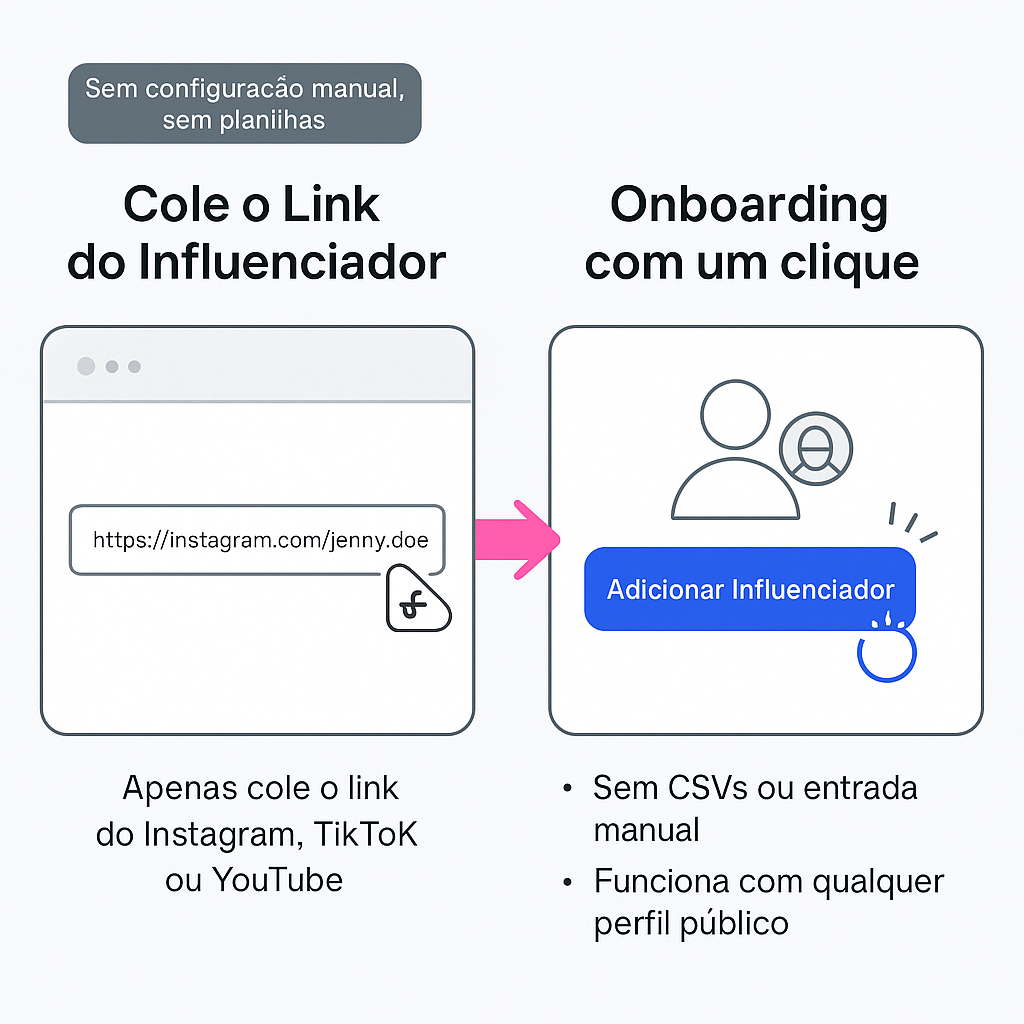 Sem configuracão manual,
sem planiihas
Cole o Link
do Influenciador
https://instagram.com/jenny.doe
Apenas cole o link
do Instagram, TikToK
ou YouTube
Onboarding
com um clique
Adicionar Influenciador
• Sem CSVs ou entrada
manual
• Funciona com qualquer
perfil público